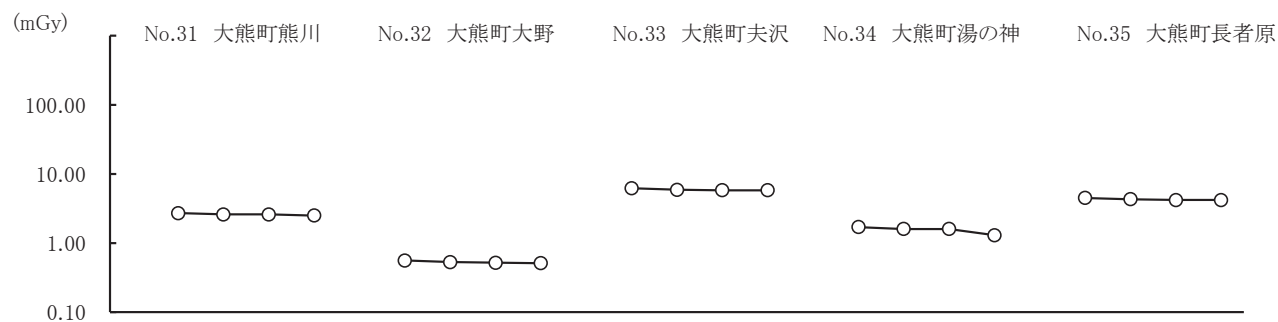 (mGy)
No.31 大熊町熊川
No.32 大熊町大野
No.33 大熊町夫沢
No.34 大熊町湯の神
No.35 大熊町長者原
100.00
10.00
1.00
0.10